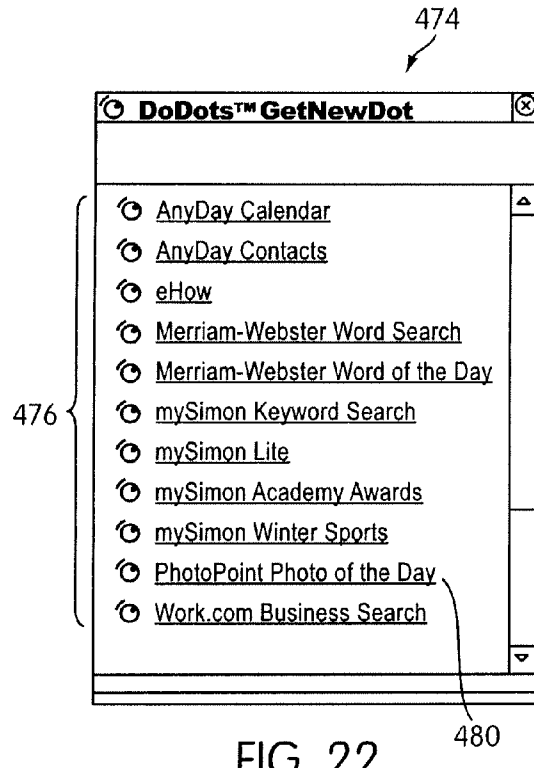 474
DoDots™ GetNewDot
AnyDay Calendar
AnyDay Contacts
eHow
Merriam-Webster Word Search
Merriam-Webster Word of the Day
476
mySimon Keyword Search
mySimon Lite
mySimon Academy Awards
mySimon Winter Sports
PhotoPoint Photo of the Day
Work.com Business Search
480
FIG. 22